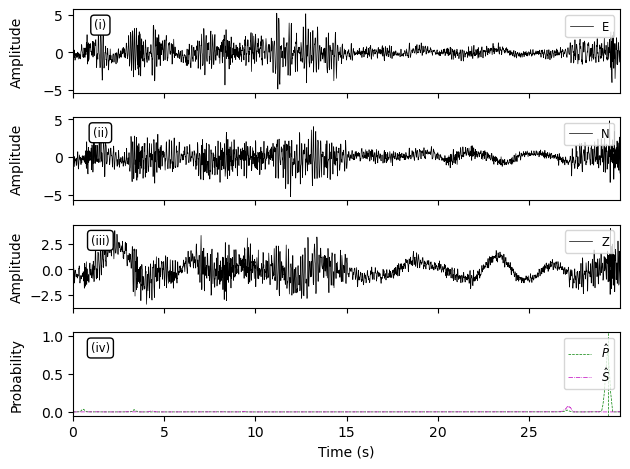 5
0
−5
Amplitude
(i)
E
5
0
−5
Amplitude
(ii)
N
2.5
0.0
−2.5
Amplitude
(iii)
Z
1.0
0.5
0.0
Probability
(iv)
P̂
Ŝ
0 5 10 15 20 25
Time (s)